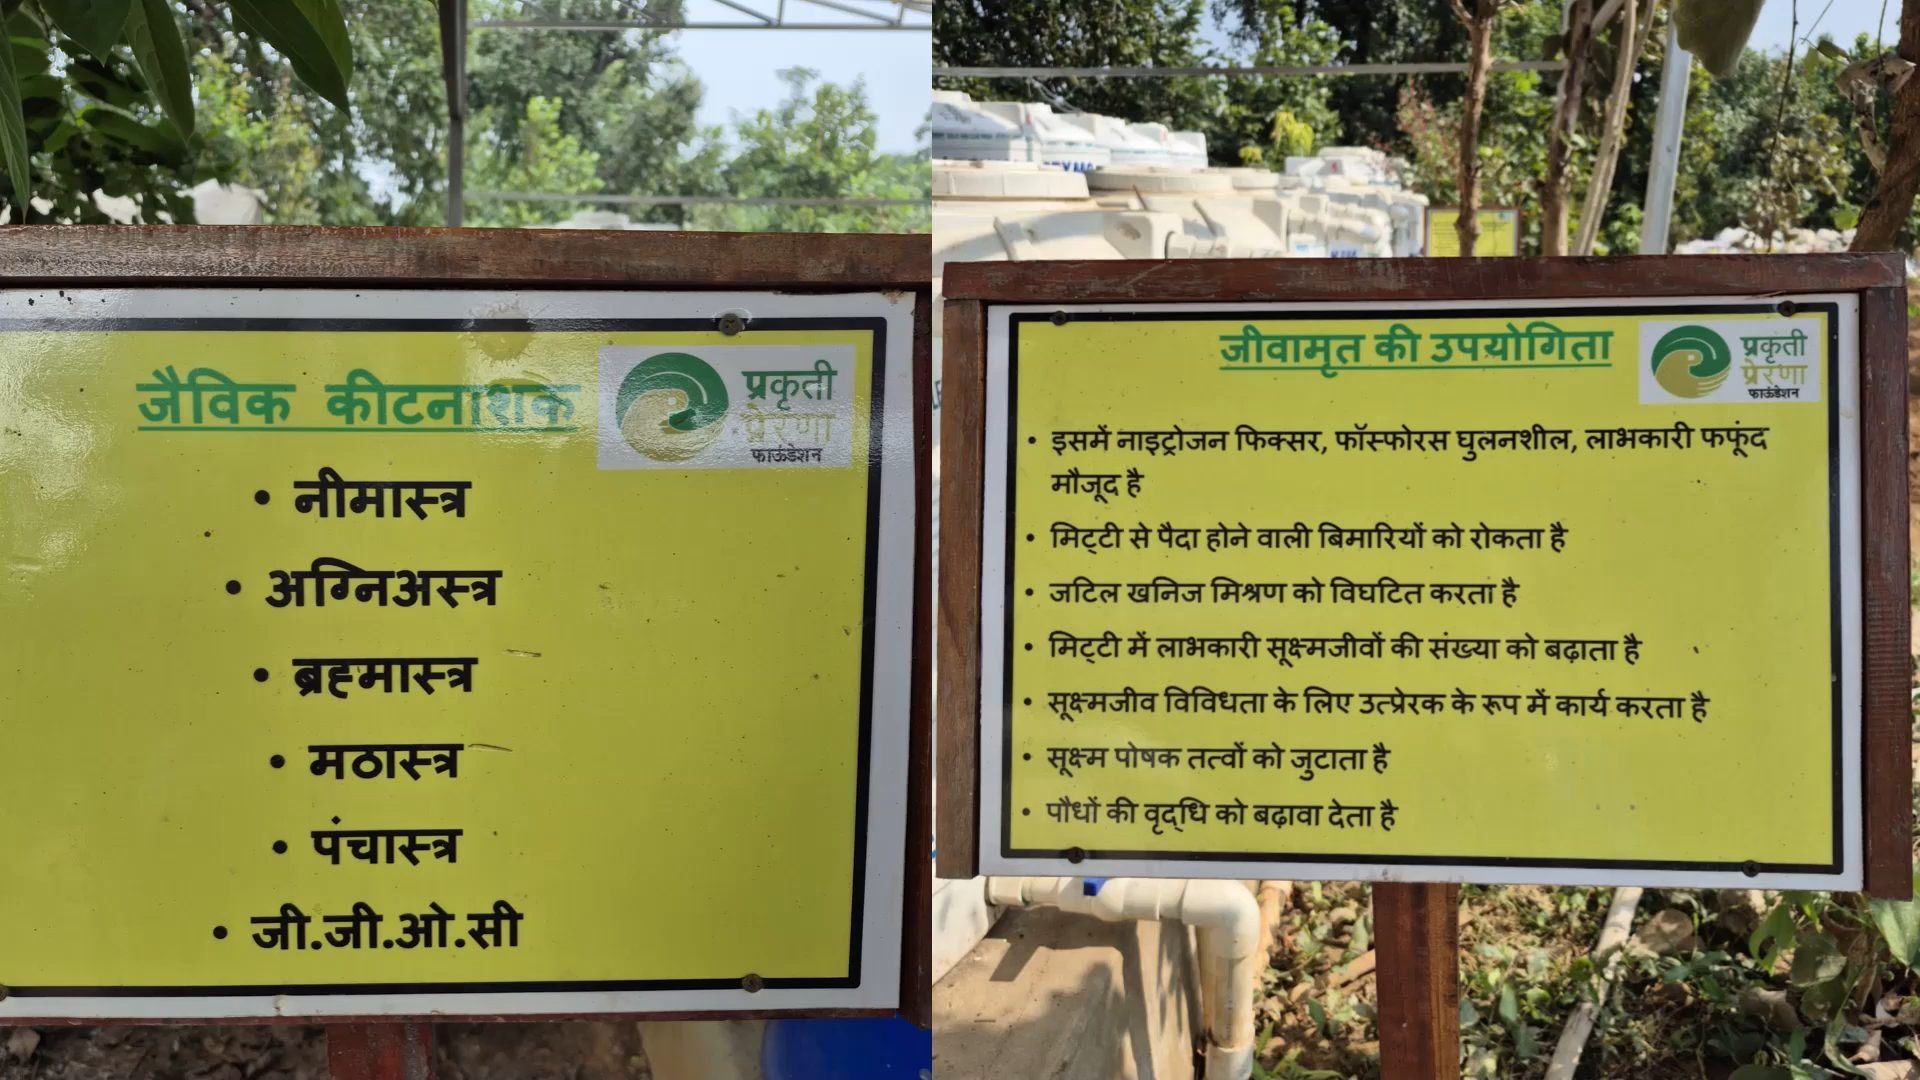 जैविक कीटनाशक
प्रकृती
प्रेरणा
फाऊंडेशन
• नीमास्त्र
• अग्निअस्त्र
• ब्रह्मास्त्र
• मठास्त्र
• पंचास्त्र
• जी.जी.ओ.सी
जीवामृत की उपयोगिता
प्रकृती
प्रेरणा
फाऊंडेशन
• इसमें नाइट्रोजन फिक्सर, फॉस्फोरस घुलनशील, लाभकारी फफूंद
मौजूद है
• मिट्टी से पैदा होने वाली बिमारियों को रोकता है
• जटिल खनिज मिश्रण को विघटित करता है
• मिट्टी में लाभकारी सूक्ष्मजीवों की संख्या को बढ़ाता है
• सूक्ष्मजीव विविधता के लिए उत्प्रेरक के रूप में कार्य करता है
• सूक्ष्म पोषक तत्वों को जुटाता है
• पौधों की वृद्धि को बढ़ावा देता है